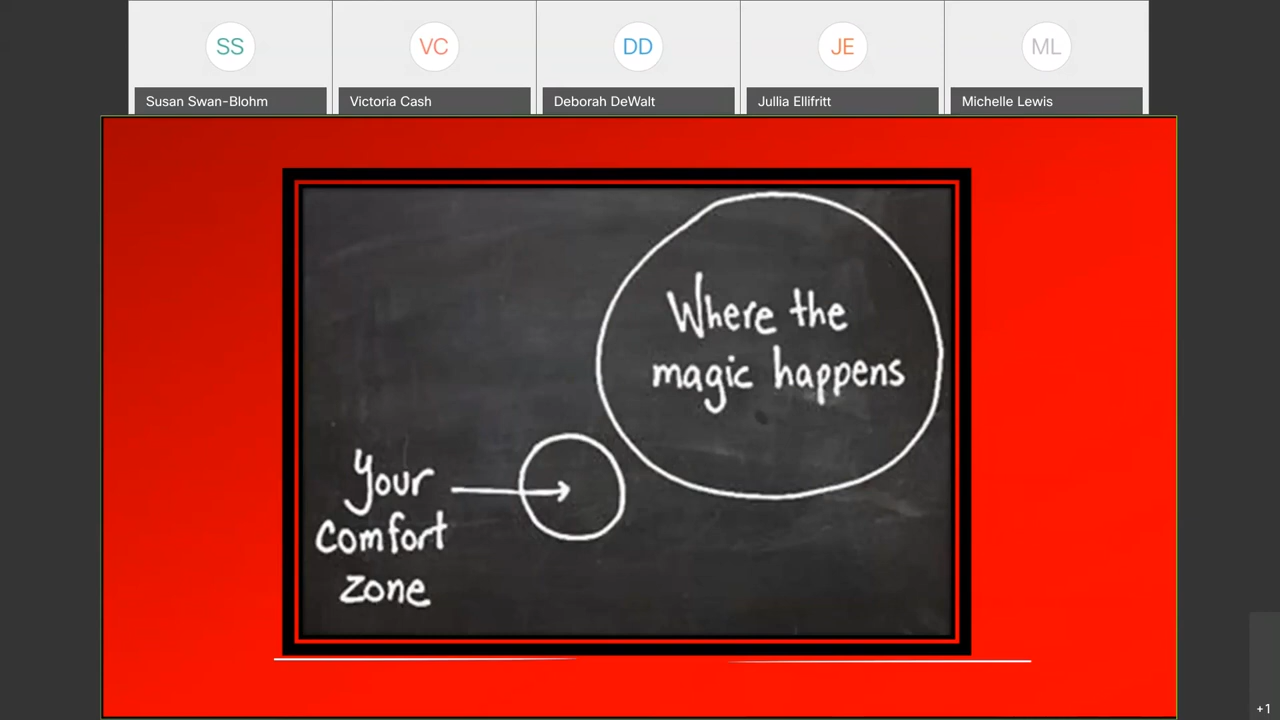 SS
VC
DD
JE
ML
Susan Swan-Blohm
Victoria Cash
Deborah DeWalt
Jullia Ellifritt
Michelle Lewis
Where the
magic happens
Your
comfort
zone
+1